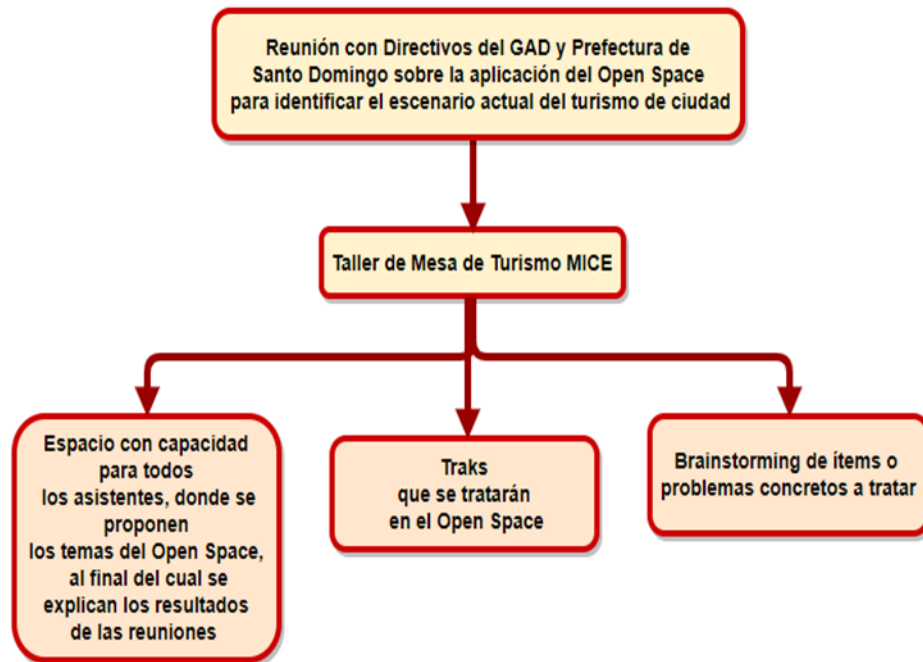 Reunión con Directivos del GAD y Prefectura de
Santo Domingo sobre la aplicación del Open Space
para identificar el escenario actual del turismo de ciudad
Taller de Mesa de Turismo MICE
Espacio con capacidad
para todos
los asistentes, donde se
proponen
los temas del Open Space,
al final del cual se
explican los resultados
de las reuniones
Traks
que se tratarán
en el Open Space
Brainstorming de ítems o
problemas concretos a tratar